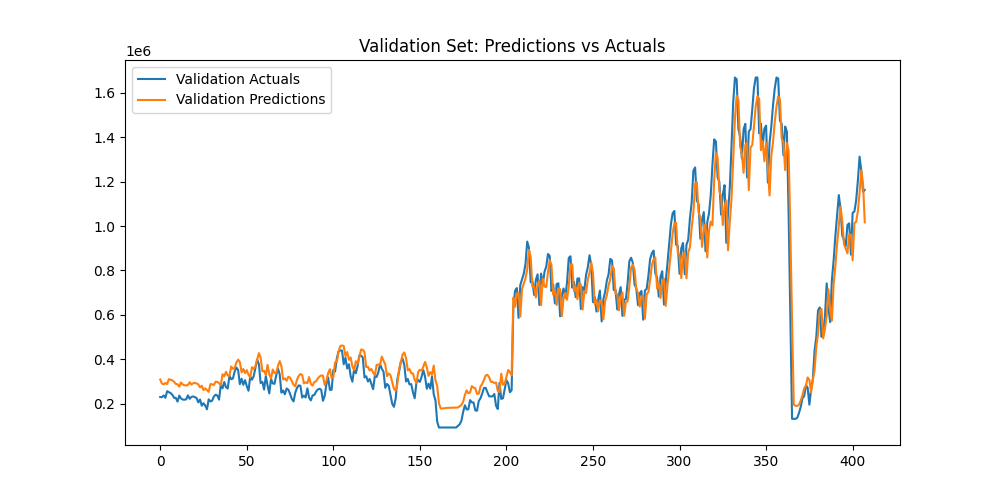 Validation Set: Predictions vs Actuals
1e6
Validation Actuals
Validation Predictions
1.6
1.4
1.2
1.0
0.8
0.6
0.4
0.2
0 50 100 150 200 250 300 350 400